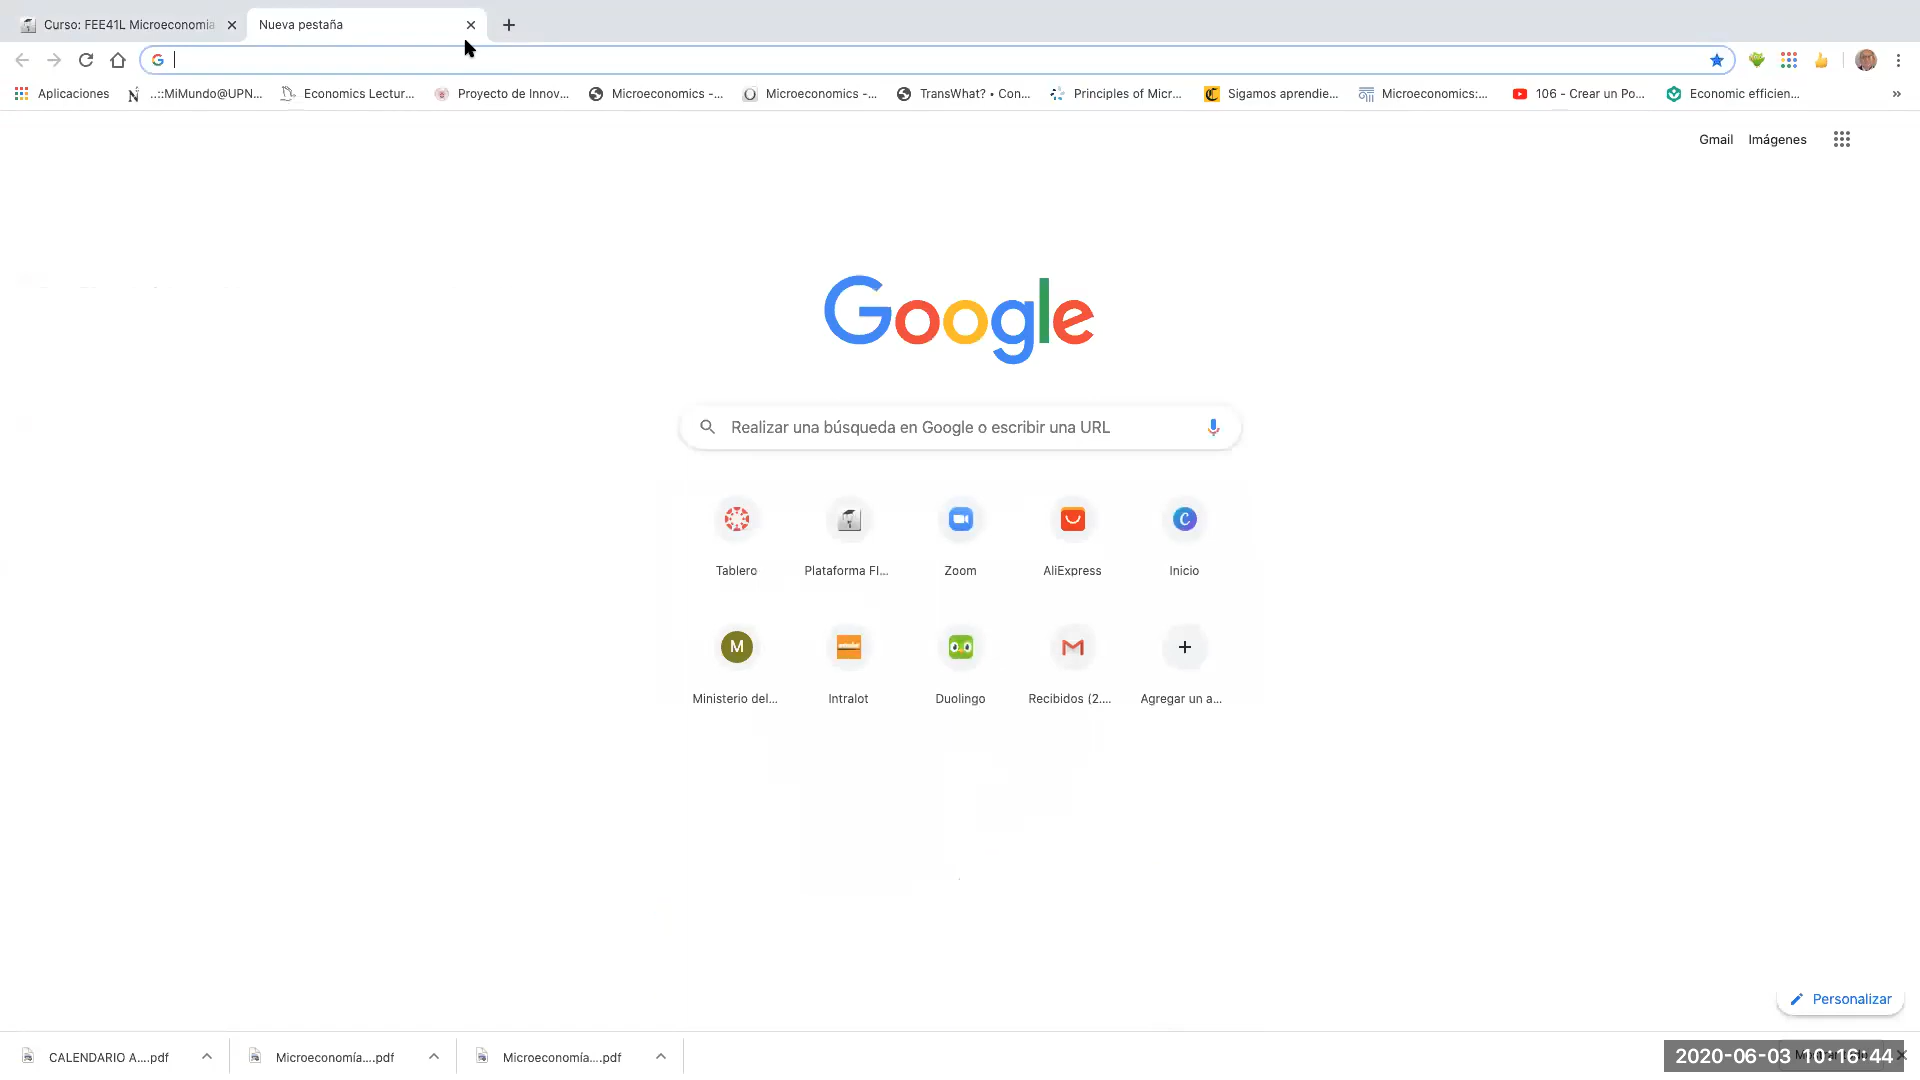 Curso: FEE41L Microeconomía
Nueva pestaña
Aplicaciones
..::MiMundo@UPN...
Economics Lectur...
Proyecto de Innov...
Microeconomics -...
Microeconomics -...
TransWhat? • Con...
Principles of Micr...
Sigamos aprendie...
Microeconomics:...
106 - Crear un Po...
Economic efficien...
»
Gmail Imágenes
Google
Realizar una búsqueda en Google o escribir una URL
Tablero
Plataforma FI...
Zoom
AliExpress
Inicio
M
Ministerio del...
Intralot
Duolingo
Recibidos (2....
Agregar un a...
Personalizar
CALENDARIO A....pdf
Microeconomía....pdf
Microeconomía....pdf
2020-06-03 10:16:44